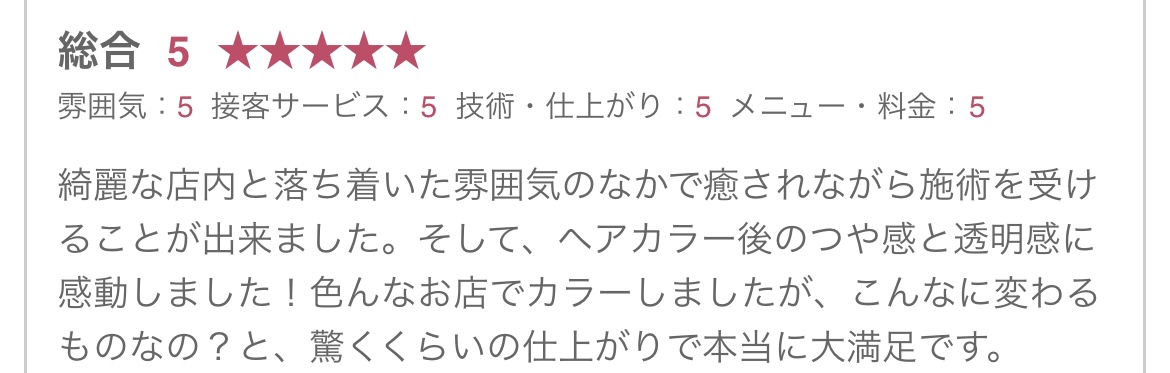 総合 5 ★★★★★
雰囲気：5 接客サービス：5 技術・仕上がり：5 メニュー・料金：5
綺麗な店内と落ち着いた雰囲気のなかで癒されながら施術を受け
ることが出来ました。そして、ヘアカラー後のつや感と透明感に
感動しました！色んなお店でカラーしましたが、こんなに変わる
ものなの？と、驚くくらいの仕上がりで本当に大満足です。